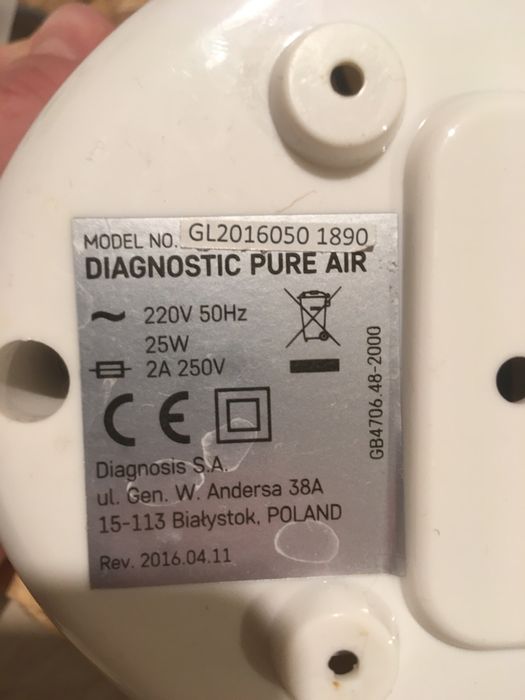 MODEL NO. GL2016050 1890
DIAGNOSTIC PURE AIR
~ 220V 50Hz
25W
2A 250V
CE
GB4706.48-2000
Diagnosis S.A.
ul. Gen. W. Andersa 38A
15-113 Białystok, POLAND
Rev. 2016.04.11